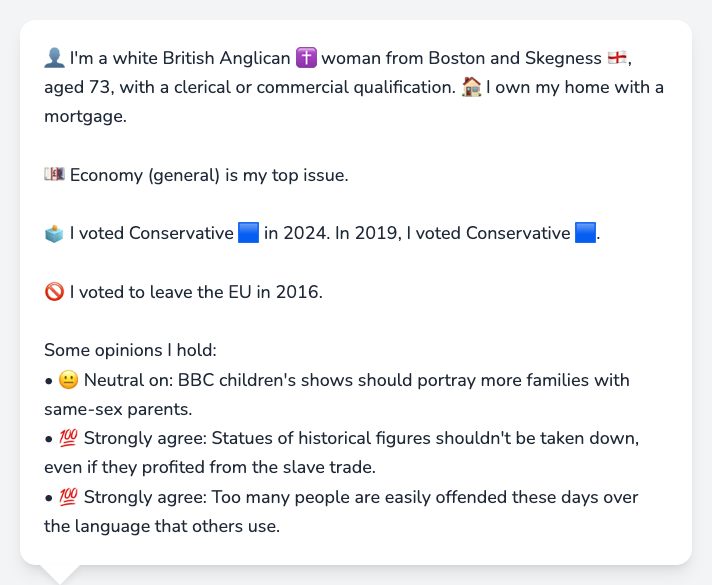 👤 I'm a white British Anglican ✝️ woman from Boston and Skegness 🏴󠁧󠁢󠁥󠁮󠁧󠁿,
aged 73, with a clerical or commercial qualification. 🏠 I own my home with a
mortgage.
💷 Economy (general) is my top issue.
🗳️ I voted Conservative 🟦 in 2024. In 2019, I voted Conservative 🟦.
🚫 I voted to leave the EU in 2016.
Some opinions I hold:
• 😐 Neutral on: BBC children's shows should portray more families with
same-sex parents.
• 💯 Strongly agree: Statues of historical figures shouldn't be taken down,
even if they profited from the slave trade.
• 💯 Strongly agree: Too many people are easily offended these days over
the language that others use.